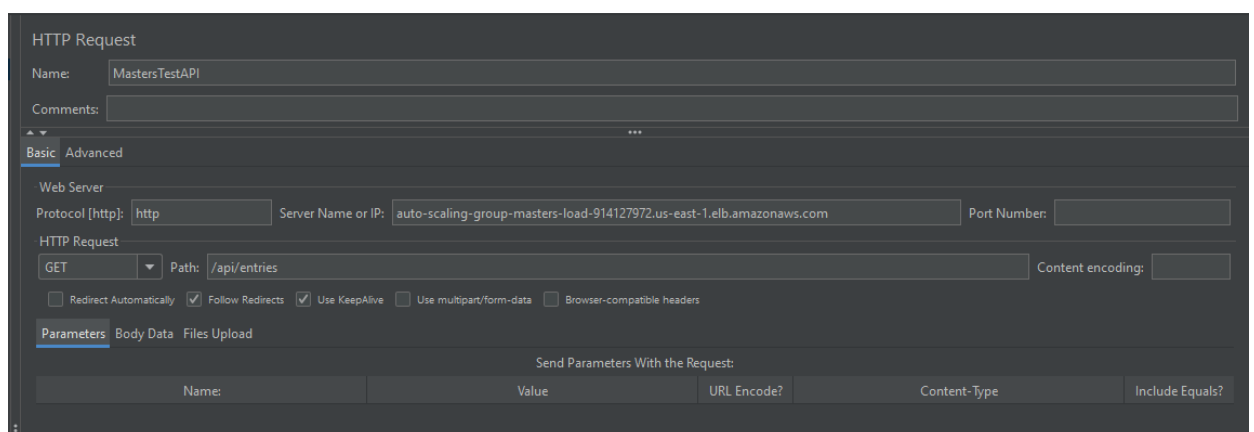 HTTP Request
Name: MastersTestAPI
Comments:
Basic Advanced
Web Server
Protocol [http]: http Server Name or IP: auto-scaling-group-masters-load-914127972.us-east-1.elb.amazonaws.com Port Number:
HTTP Request
GET Path: /api/entries Content encoding:
Redirect Automatically Follow Redirects Use KeepAlive Use multipart/form-data Browser-compatible headers
Parameters Body Data Files Upload
Send Parameters With the Request:
Name: Value URL Encode? Content-Type Include Equals?